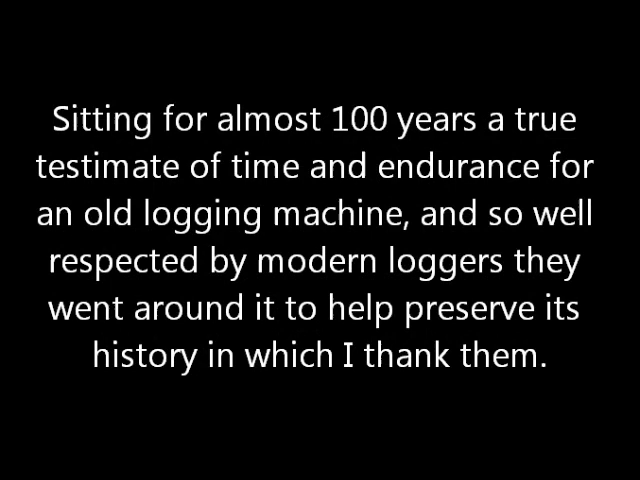 Sitting for almost 100 years a true
testimate of time and endurance for
an old logging machine, and so well
respected by modern loggers they
went around it to help preserve its
history in which I thank them.